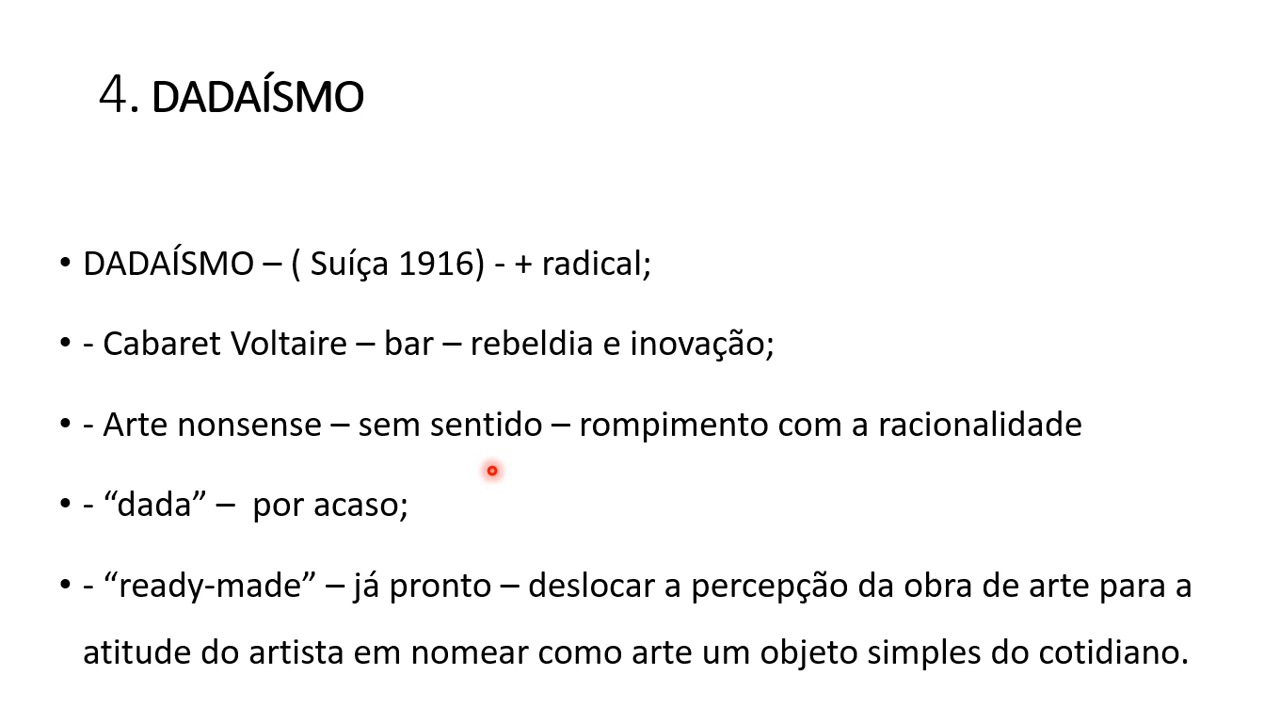 4. DADAÍSMO
• DADAÍSMO – ( Suíça 1916) - + radical;
• - Cabaret Voltaire – bar – rebeldia e inovação;
• - Arte nonsense – sem sentido – rompimento com a racionalidade
• - “dada” –  por acaso;
• - “ready-made” – já pronto – deslocar a percepção da obra de arte para a
atitude do artista em nomear como arte um objeto simples do cotidiano.